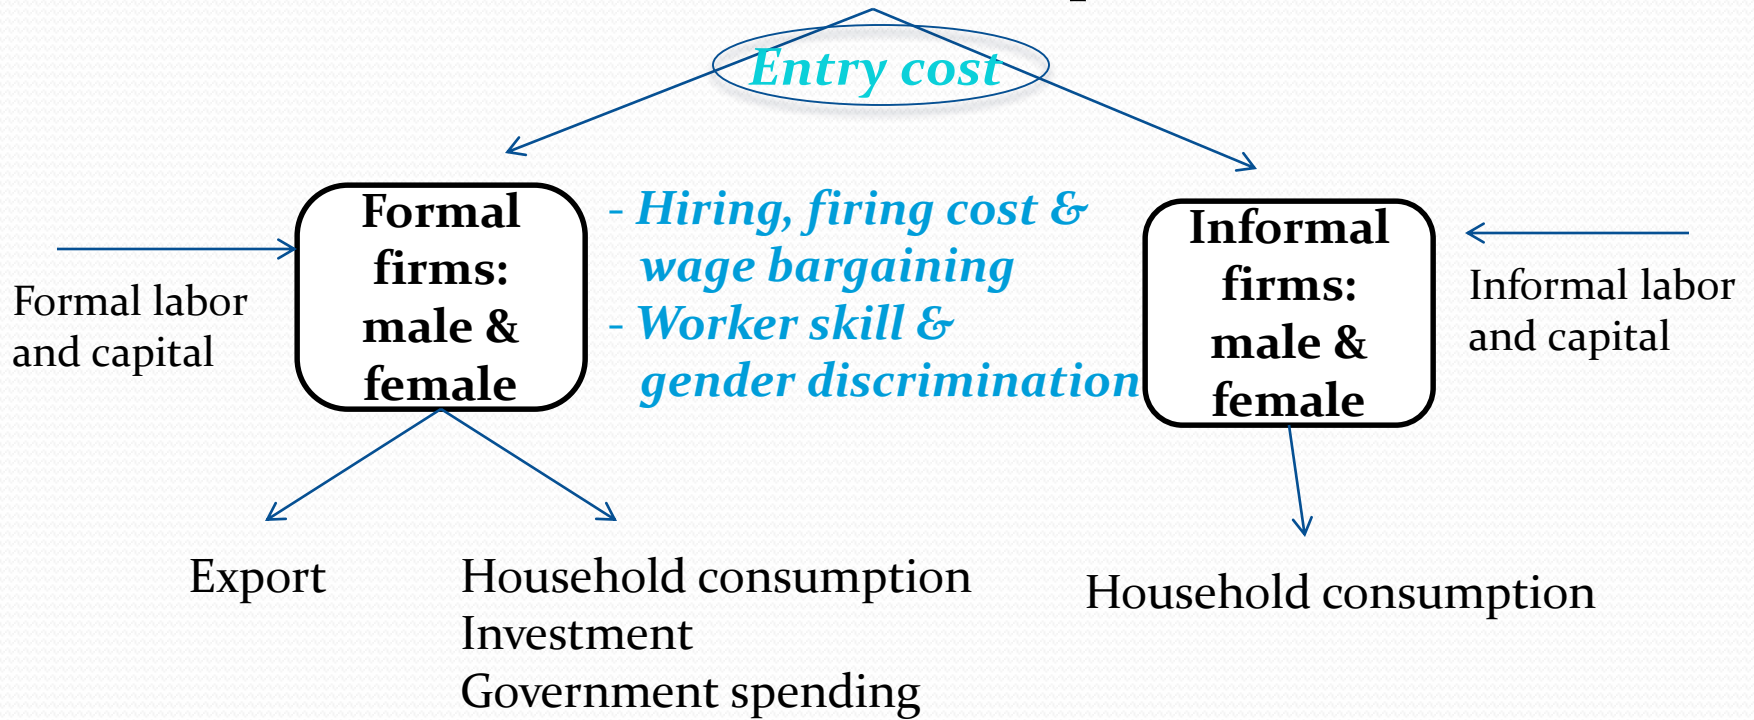 Entry cost
Formal
firms:
male &
female
- Hiring, firing cost &
wage bargaining
- Worker skill &
gender discrimination
Informal
firms:
male &
female
Formal labor
and capital
Informal labor
and capital
Export
Household consumption
Investment
Government spending
Household consumption